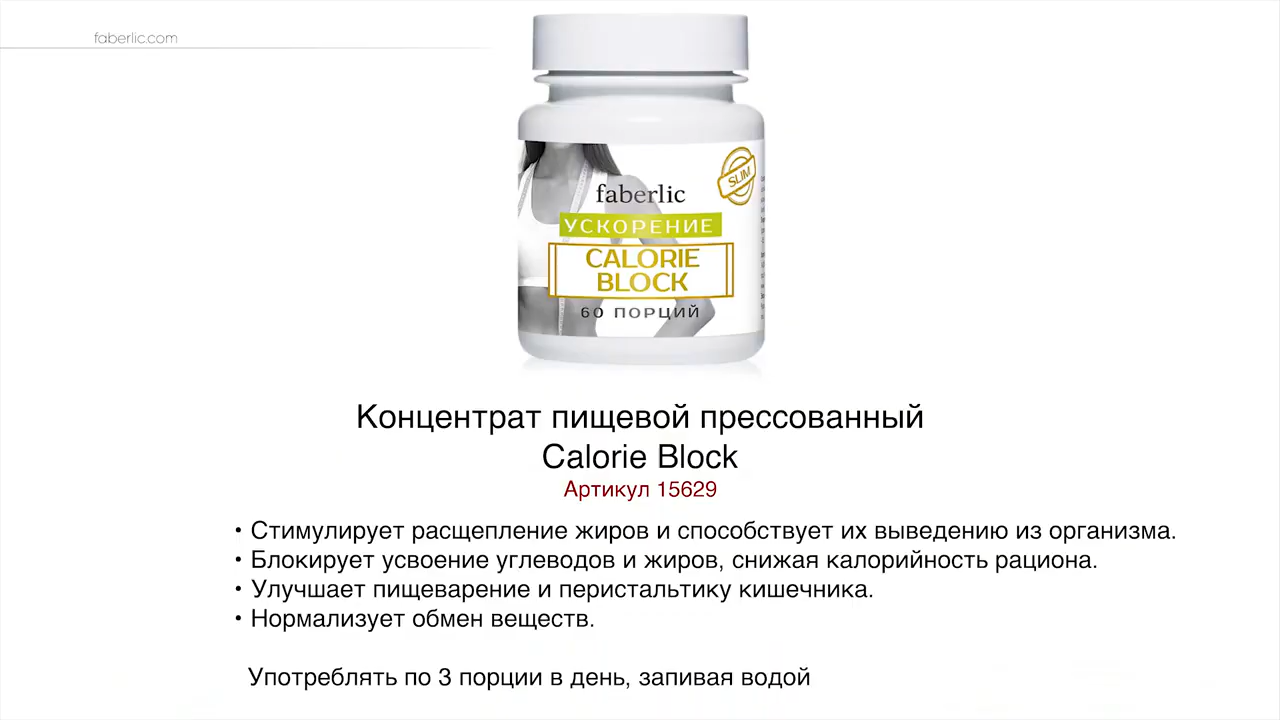 faberlic.com
SLIM
faberlic
УСКОРЕНИЕ
CALORIE
BLOCK
60 ПОРЦИЙ
Концентрат пищевой прессованный
Calorie Block
Артикул 15629
• Стимулирует расщепление жиров и способствует их выведению из организма.
• Блокирует усвоение углеводов и жиров, снижая калорийность рациона.
• Улучшает пищеварение и перистальтику кишечника.
• Нормализует обмен веществ.
Употреблять по 3 порции в день, запивая водой